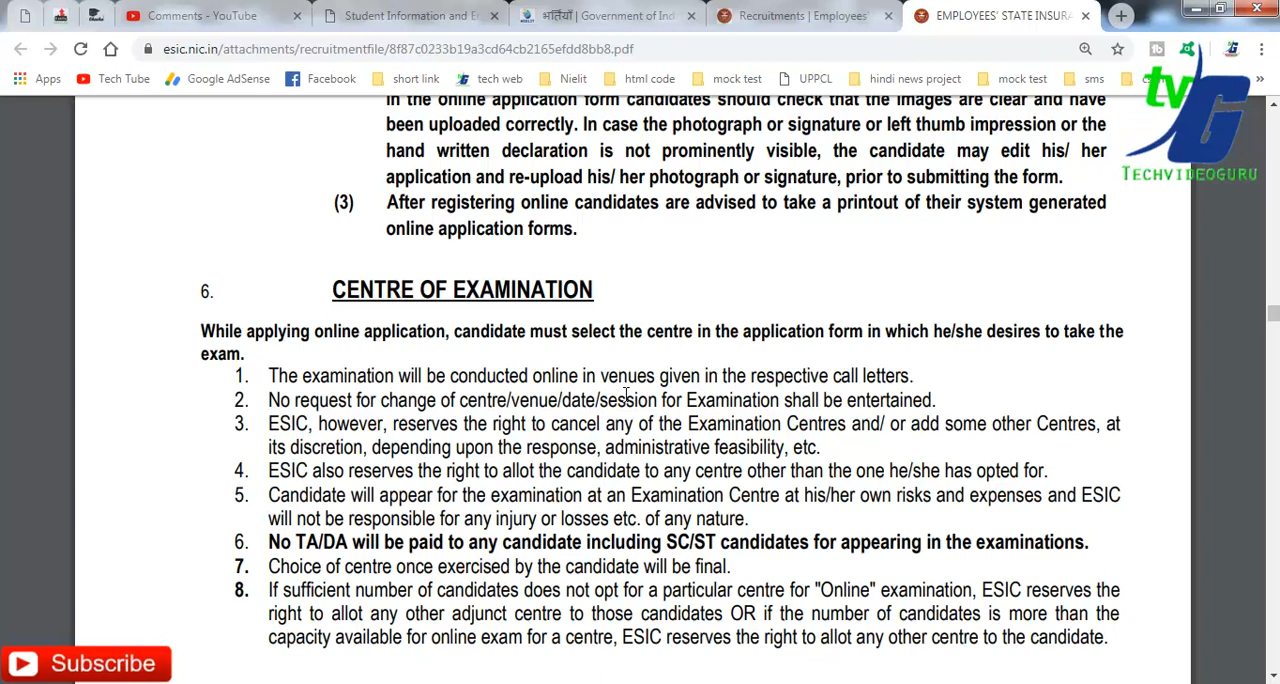 Comments - YouTube
Student Information and En
भर्तियाँ | Government of Ind
Recruitments | Employees'
EMPLOYEES' STATE INSURA
esic.nic.in/attachments/recruitmentfile/8f87c0233b19a3cd64cb2165efdd8bb8.pdf
Apps
Tech Tube
Google AdSense
Facebook
short link
tech web
Nielit
html code
mock test
UPPCL
hindi news project
mock test
sms
tv G
TECHVIDEOGURU
In the online application form candidates should check that the images are clear and have
been uploaded correctly. In case the photograph or signature or left thumb impression or the
hand written declaration is not prominently visible, the candidate may edit his/ her
application and re-upload his/ her photograph or signature, prior to submitting the form.
(3) After registering online candidates are advised to take a printout of their system generated
online application forms.
6. CENTRE OF EXAMINATION
While applying online application, candidate must select the centre in the application form in which he/she desires to take the
exam.
1. The examination will be conducted online in venues given in the respective call letters.
2. No request for change of centre/venue/date/session for Examination shall be entertained.
3. ESIC, however, reserves the right to cancel any of the Examination Centres and/ or add some other Centres, at
its discretion, depending upon the response, administrative feasibility, etc.
4. ESIC also reserves the right to allot the candidate to any centre other than the one he/she has opted for.
5. Candidate will appear for the examination at an Examination Centre at his/her own risks and expenses and ESIC
will not be responsible for any injury or losses etc. of any nature.
6. No TA/DA will be paid to any candidate including SC/ST candidates for appearing in the examinations.
7. Choice of centre once exercised by the candidate will be final.
8. If sufficient number of candidates does not opt for a particular centre for "Online" examination, ESIC reserves the
right to allot any other adjunct centre to those candidates OR if the number of candidates is more than the
capacity available for online exam for a centre, ESIC reserves the right to allot any other centre to the candidate.
Subscribe